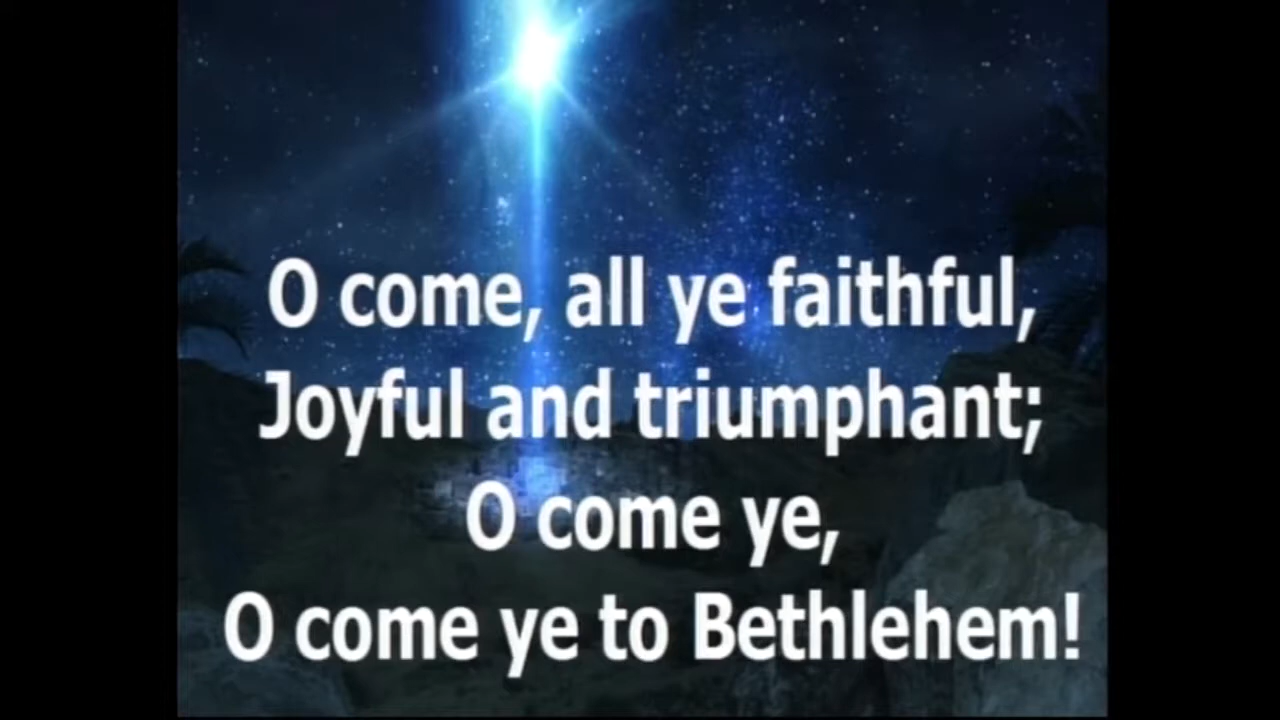 O come, all ye faithful,
Joyful and triumphant;
O come ye,
O come ye to Bethlehem!